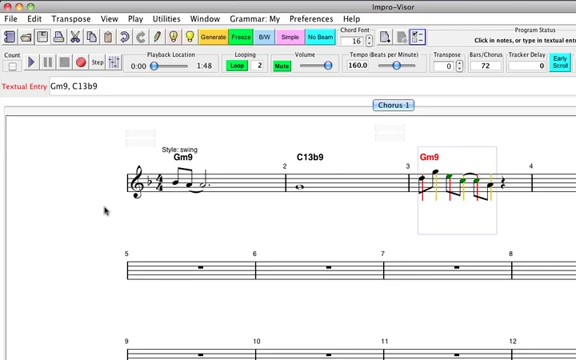 Impro-Visor
File Edit Transpose View Play Utilities Window Grammar: My Preferences Help
Chord Font
Program Status
Generate Freeze B/W Simple No Beam 16
Click in notes, or type in textual entry
Count Playback Location Looping Volume Tempo (Beats per Minute) Transpose Bars/Chorus Tracker Delay
Step 0:00 1:48 Loop 2 Mute 160.0 0 72 0.0 Early Scroll
Textual Entry Gm9, C13b9
Chorus 1
Style: swing
Gm9 C13b9 Gm9
2 3 4
4
4
5 6 7 8
9 10 11 12